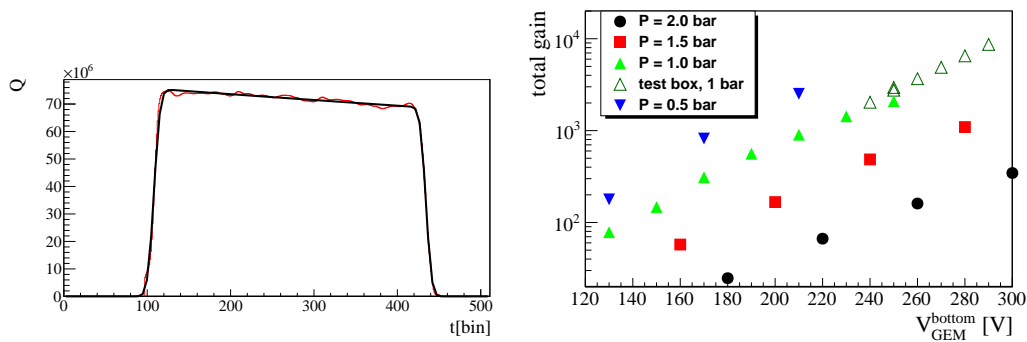 ×10⁶
Q
70
60
50
40
30
20
10
0
0 100 200 300 400 500
t[bin]
total gain
10⁴
10³
10²
P = 2.0 bar
P = 1.5 bar
P = 1.0 bar
test box, 1 bar
P = 0.5 bar
120 140 160 180 200 220 240 260 280 300
V_GEM^bottom [V]